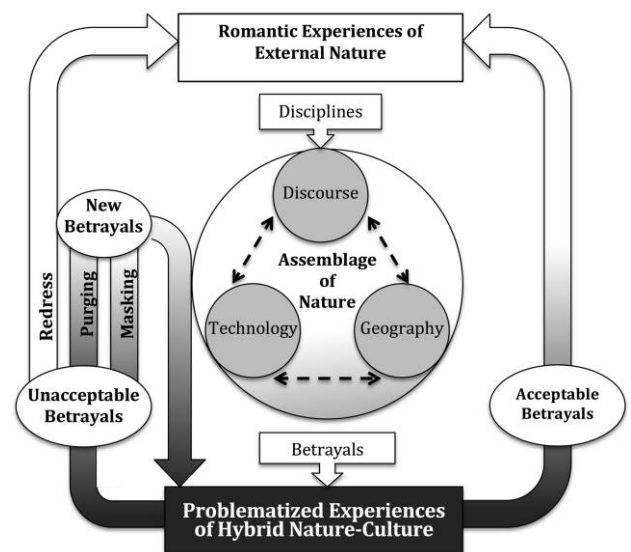 Romantic Experiences of
External Nature
Disciplines
Discourse
New
Betrayals
Assemblage
of
Nature
Redress
Purging
Masking
Technology
Geography
Unacceptable
Betrayals
Acceptable
Betrayals
Betrayals
Problematized Experiences
of Hybrid Nature-Culture